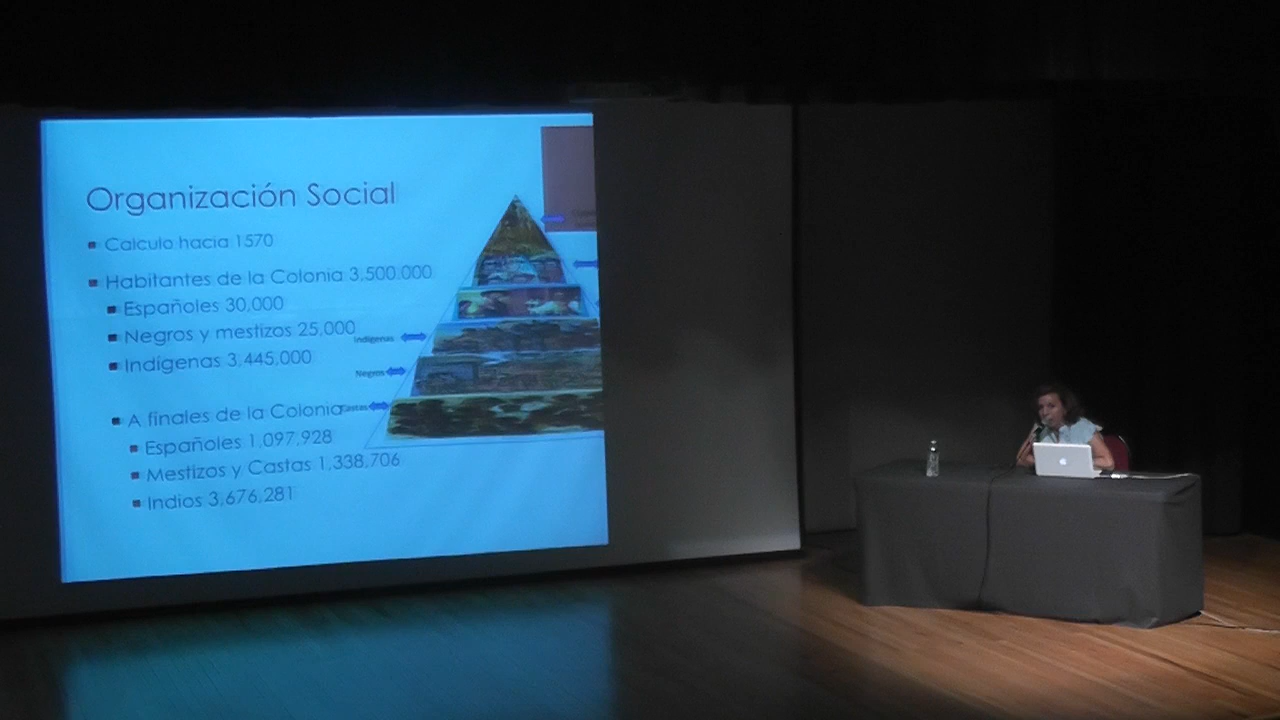 Organización Social
Calculo hacia 1570
Habitantes de la Colonia 3,500.000
Españoles 30,000
Negros y mestizos 25,000
Indígenas 3,445,000
A finales de la Colonia
Españoles 1,097,928
Mestizos y Castas 1,338,706
Indios 3,676,281
Indígenas
Negros
Castas